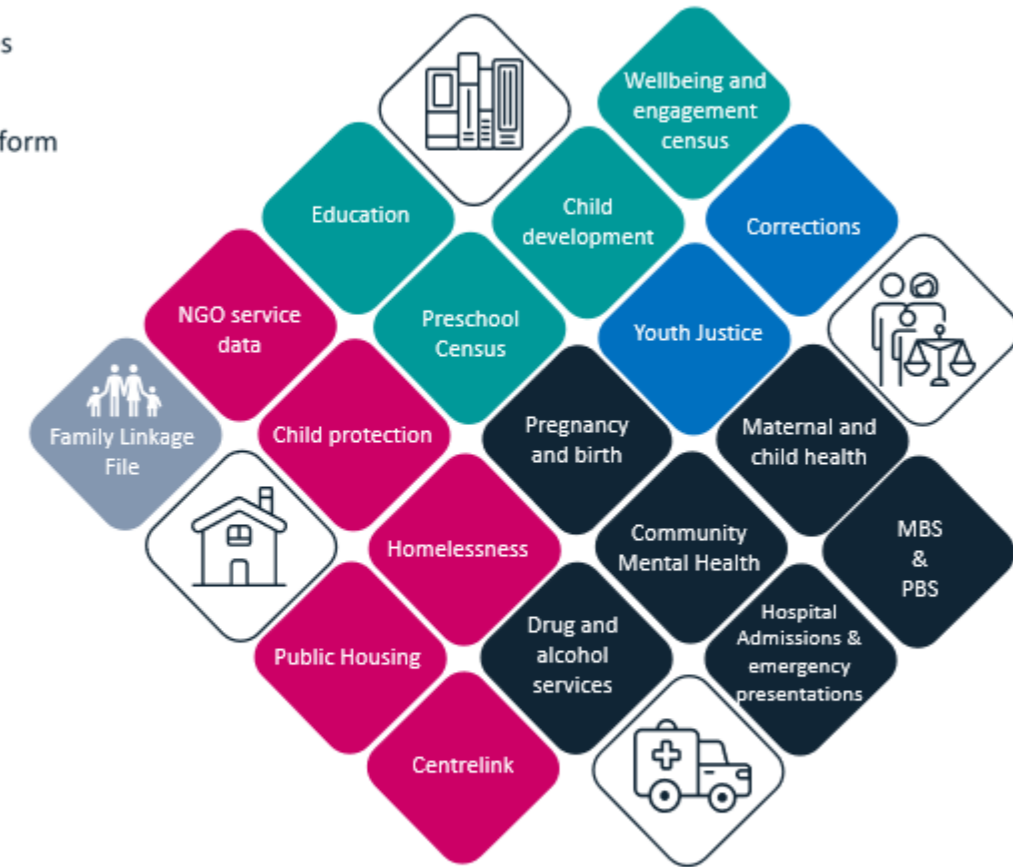 s
form
Wellbeing and
engagement
census
Education
Child
development
Corrections
NGO service
data
Preschool
Census
Youth Justice
Family Linkage
File
Child protection
Pregnancy
and birth
Maternal and
child health
Homelessness
Community
Mental Health
MBS
&
PBS
Public Housing
Drug and
alcohol
services
Hospital
Admissions &
emergency
presentations
Centrelink